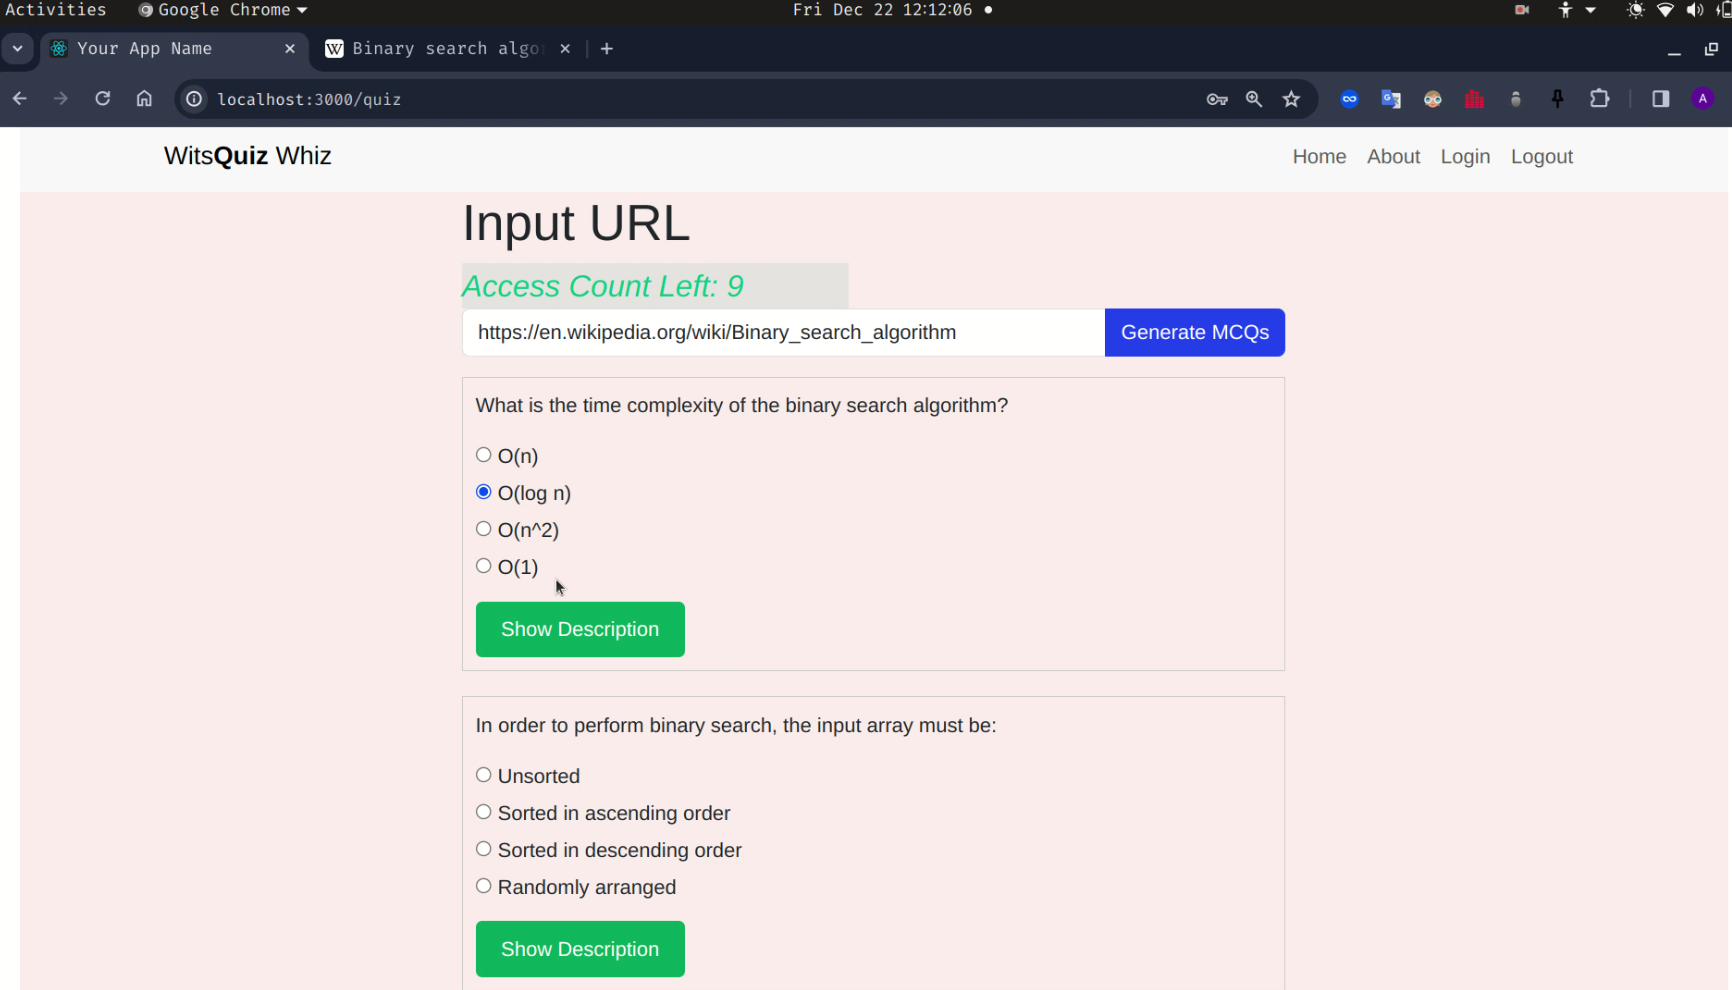 Activities Google Chrome Fri Dec 22 12:12:06
Your App Name W Binary search algo
localhost:3000/quiz A
WitsQuiz Whiz Home About Login Logout
Input URL
Access Count Left: 9
https://en.wikipedia.org/wiki/Binary_search_algorithm Generate MCQs
What is the time complexity of the binary search algorithm?
O(n)
O(log n)
O(n^2)
O(1)
Show Description
In order to perform binary search, the input array must be:
Unsorted
Sorted in ascending order
Sorted in descending order
Randomly arranged
Show Description